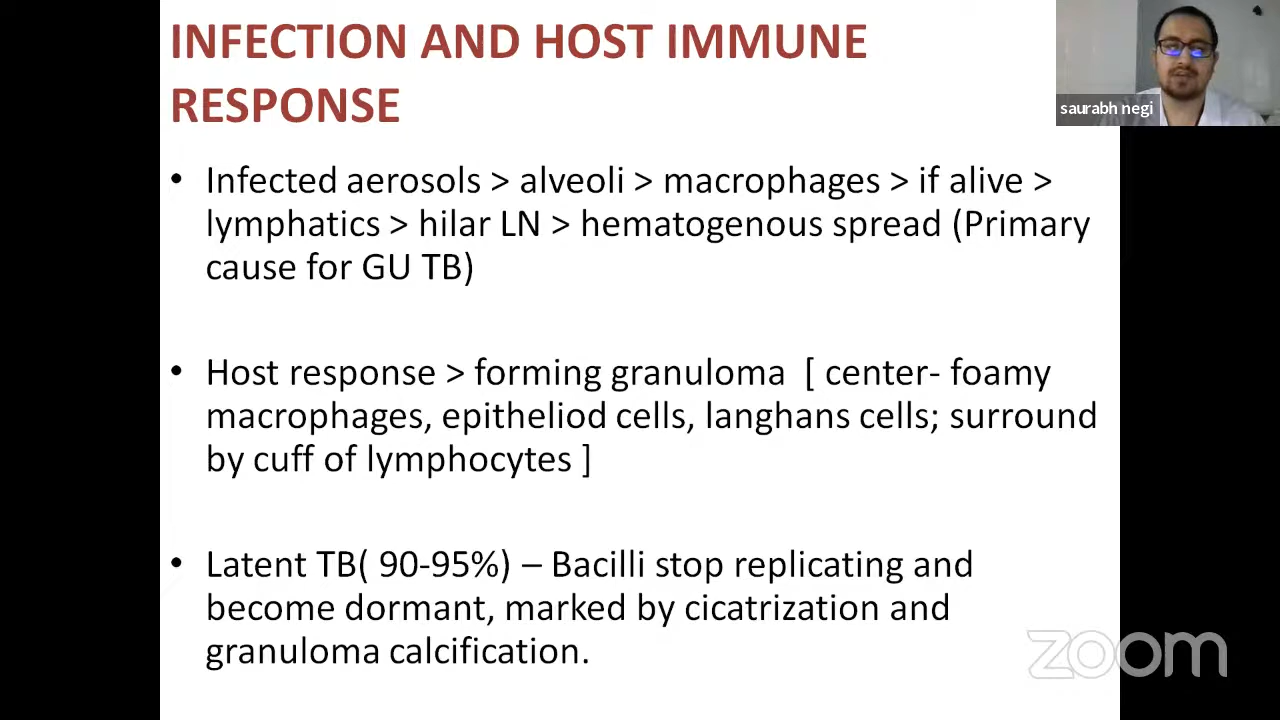 INFECTION AND HOST IMMUNE
RESPONSE
saurabh negi
• Infected aerosols > alveoli > macrophages > if alive >
lymphatics > hilar LN > hematogenous spread (Primary
cause for GU TB)
• Host response > forming granuloma [ center- foamy
macrophages, epitheliod cells, langhans cells; surround
by cuff of lymphocytes ]
• Latent TB( 90-95%) – Bacilli stop replicating and
become dormant, marked by cicatrization and
granuloma calcification.
zoom